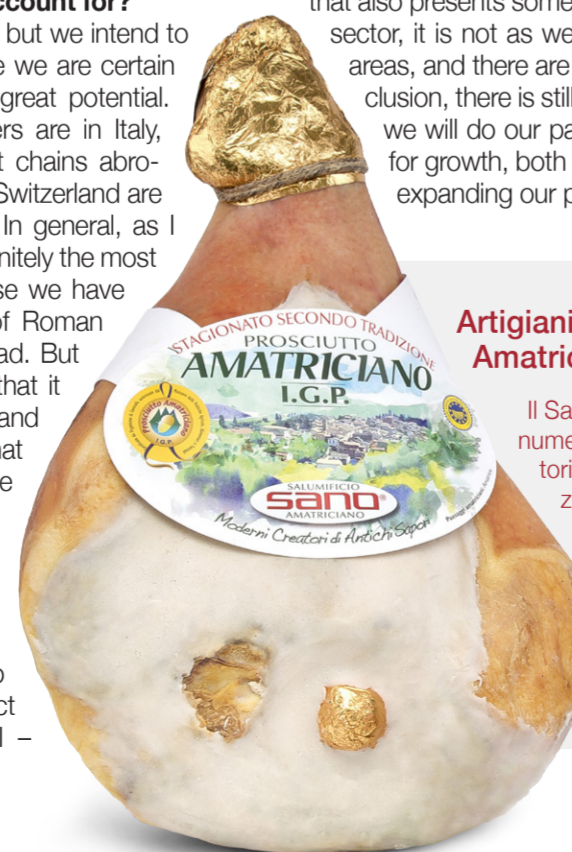 ccount for?
but we intend to
e we are certain
great potential.
ers are in Italy,
t chains abro-
Switzerland are
In general, as I
nitely the most
se we have
of Roman
ad. But
that it
and
hat
e
o
ct
l –
that also presents some
sector, it is not as we
areas, and there are
clusion, there is still
we will do our pa
for growth, both
expanding our p
STAGIONATO SECONDO TRADIZIONE
PROSCIUTTO
AMATRICIANO
I.G.P.
Prosciutto Amatriciano
I.G.P.
SALUMIFICIO
sano®
AMATRICIANO
Moderni Creatori di Antichi Sapori
Artigiani
Amatric
Il Sa
nume
tori
z